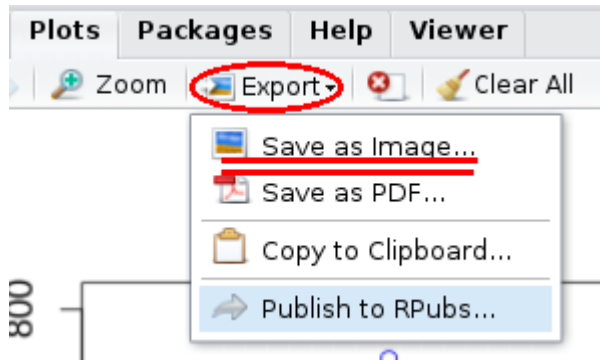 Plots Packages Help Viewer
Zoom Export Clear All
Save as Image...
Save as PDF...
Copy to Clipboard...
Publish to RPubs...
800